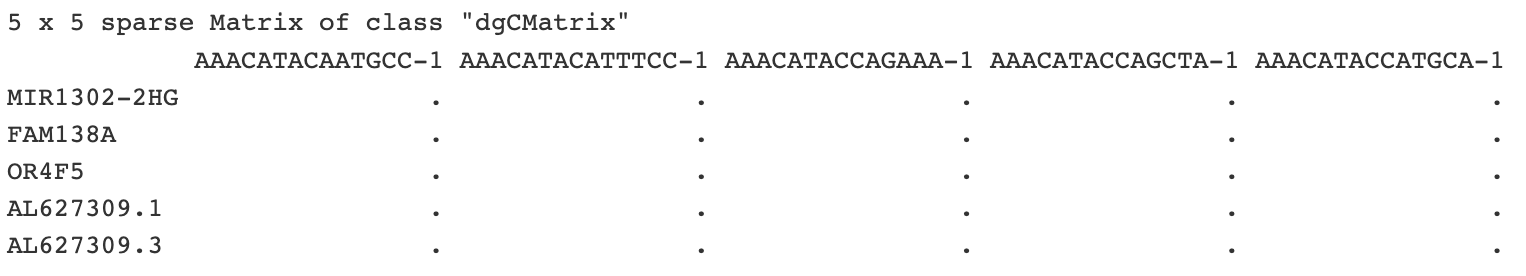 5 x 5 sparse Matrix of class "dgCMatrix"
AAACATACAATGCC-1 AAACATACATTTCC-1 AAACATACCAGAAA-1 AAACATACCAGCTA-1 AAACATACCATGCA-1
MIR1302-2HG . . . . .
FAM138A . . . . .
OR4F5 . . . . .
AL627309.1 . . . . .
AL627309.3 . . . . .